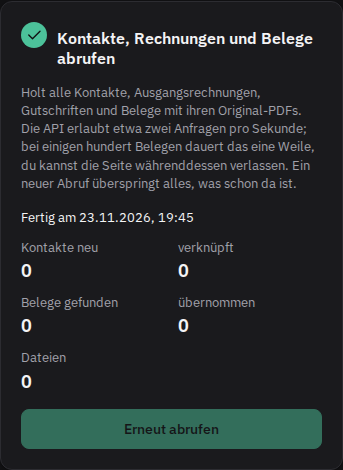 Kontakte, Rechnungen und Belege
abrufen
Holt alle Kontakte, Ausgangsrechnungen,
Gutschriften und Belege mit ihren Original-PDFs.
Die API erlaubt etwa zwei Anfragen pro Sekunde;
bei einigen hundert Belegen dauert das eine Weile,
du kannst die Seite währenddessen verlassen. Ein
neuer Abruf überspringt alles, was schon da ist.
Fertig am 23.11.2026, 19:45
Kontakte neu verknüpft
0 0
Belege gefunden übernommen
0 0
Dateien
0
Erneut abrufen